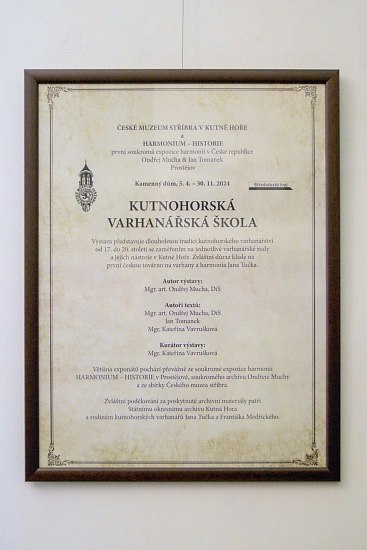 ČESKÉ MUZEUM STŘÍBRA V KUTNÉ HOŘE
a
HARMONIUM – HISTORIE
první soukromá expozice harmonií v České republice
Ondřej Mucha & Jan Tomanek
Prostějov
Kamenný dům, 5. 4. – 30. 11. 2024
Středočeský kraj
KUTNOHORSKÁ
VARHANÁŘSKÁ ŠKOLA
Výstava představuje dlouholetou tradici kutnohorského varhanářství
od 17. do 20. století se zaměřením na jednotlivé varhanářské rody
a jejich nástroje v Kutné Hoře. Zvláštní důraz klade na
první českou továrnu na varhany a harmonia Jana Tučka.
Autor výstavy:
Mgr. art. Ondřej Mucha, DiS
Autoři textů:
Mgr. art. Ondřej Mucha, DiS
Jan Tomanek
Mgr. Kateřina Vavrušková
Kurátor výstavy:
Mgr. Kateřina Vavrušková
Většina exponátů pochází převážně ze soukromé expozice harmonií
HARMONIUM – HISTORIE v Prostějově, soukromého archivu Ondřeje Muchy
a ze sbírky Českého muzea stříbra.
Zvláštní poděkování za poskytnuté archivní materiály patří
Státnímu okresnímu archivu Kutná Hora
a rodinám kutnohorských varhanářů Jana Tučka a Františka Medřického.